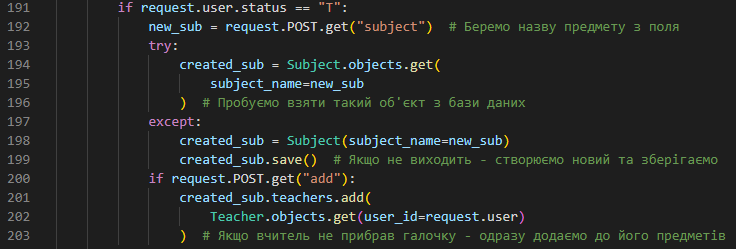 191 if request.user.status == "T":
192 new_sub = request.POST.get("subject")  # Беремо назву предмету з поля
193 try:
194 created_sub = Subject.objects.get(
195 subject_name=new_sub
196 )  # Пробуємо взяти такий об'єкт з бази даних
197 except:
198 created_sub = Subject(subject_name=new_sub)
199 created_sub.save()  # Якщо не виходить - створюємо новий та зберігаємо
200 if request.POST.get("add"):
201 created_sub.teachers.add(
202 Teacher.objects.get(user_id=request.user)
203 )  # Якщо вчитель не прибрав галочку - одразу додаємо до його предметів